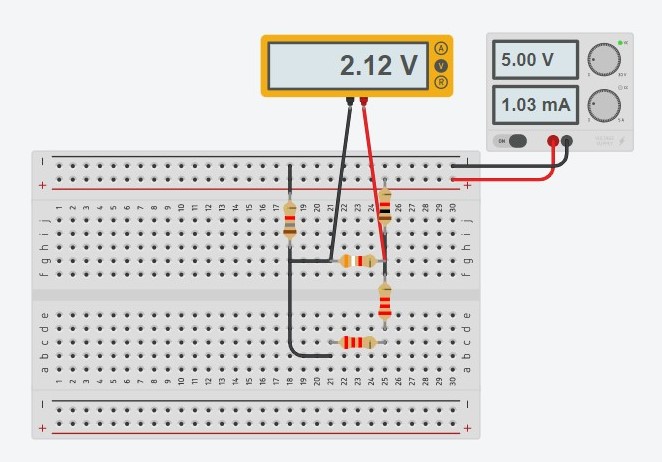 2.12 V
A
V
R
5.00 V
1.03 mA
ON
− −
+ +
1 2 3 4 5 6 7 8 9 10 11 12 13 14 15 16 17 18 19 20 21 22 23 24 25 26 27 28 29 30
j j
i i
h h
g g
f f
e e
d d
c c
b b
a a
1 2 3 4 5 6 7 8 9 10 11 12 13 14 15 16 17 18 19 20 21 22 23 24 25 26 27 28 29 30
− −
+ +